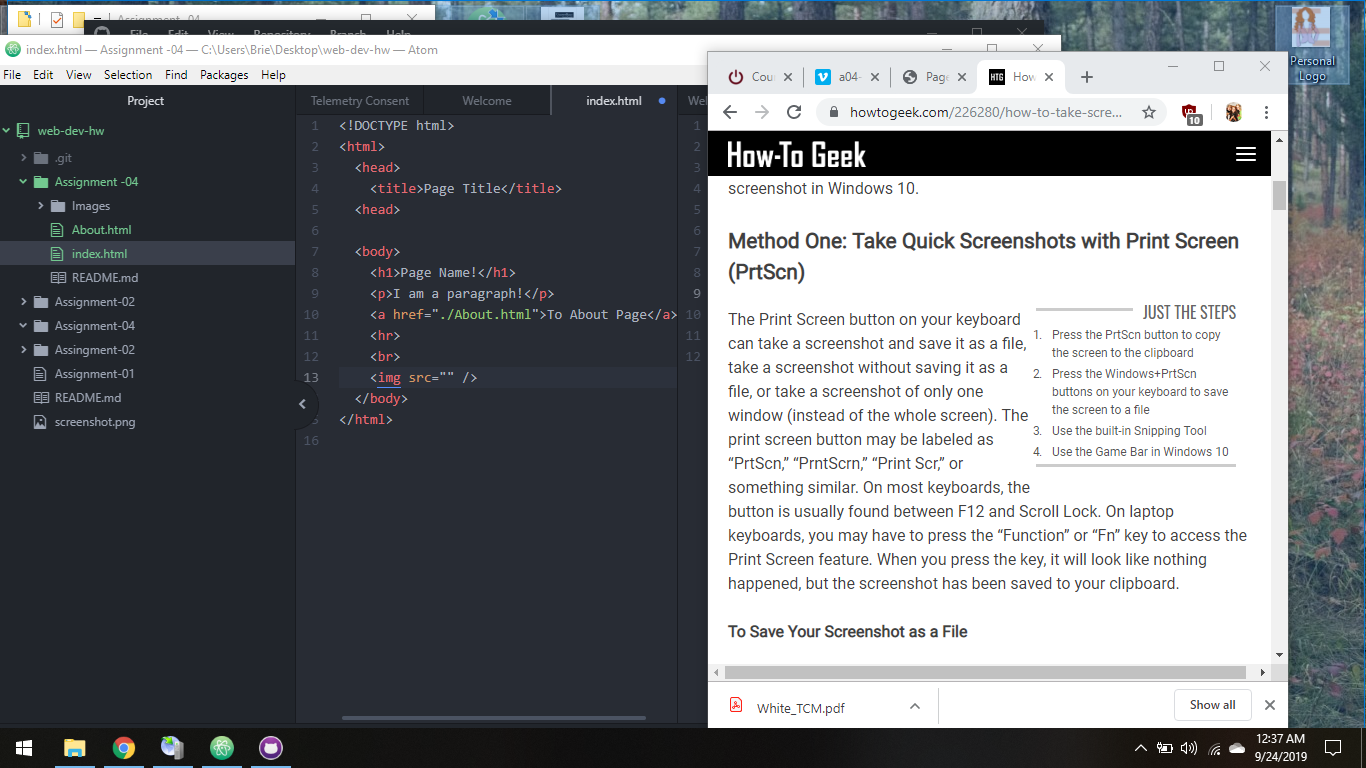 Assignment -04
File Edit View Repository Branch Help
index.html — Assignment -04 — C:\Users\Brie\Desktop\web-dev-hw — Atom
File Edit View Selection Find Packages Help
Project
web-dev-hw
.git
Assignment -04
Images
About.html
index.html
README.md
Assignment-02
Assignment-04
Assingment-02
Assignment-01
README.md
screenshot.png
Telemetry Consent Welcome index.html Wel
1 <!DOCTYPE html>
2 <html>
3 <head>
4 <title>Page Title</title>
5 <head>
6
7 <body>
8 <h1>Page Name!</h1>
9 <p>I am a paragraph!</p>
10 <a href="./About.html">To About Page</a>
11 <hr>
12 <br>
13 <img src="" />
</body>
</html>
16
1
2
3
4
5
6
7
8
9
10
11
12
Cou a04- Page How
howtogeek.com/226280/how-to-take-scre...
10
HTG
How-To Geek
screenshot in Windows 10.
Method One: Take Quick Screenshots with Print Screen
(PrtScn)
JUST THE STEPS
1. Press the PrtScn button to copy
the screen to the clipboard
2. Press the Windows+PrtScn
buttons on your keyboard to save
the screen to a file
3. Use the built-in Snipping Tool
4. Use the Game Bar in Windows 10
The Print Screen button on your keyboard
can take a screenshot and save it as a file,
take a screenshot without saving it as a
file, or take a screenshot of only one
window (instead of the whole screen). The
print screen button may be labeled as
“PrtScn,” “PrntScrn,” “Print Scr,” or
something similar. On most keyboards, the
button is usually found between F12 and Scroll Lock. On laptop
keyboards, you may have to press the “Function” or “Fn” key to access the
Print Screen feature. When you press the key, it will look like nothing
happened, but the screenshot has been saved to your clipboard.
To Save Your Screenshot as a File
White_TCM.pdf
Show all
Personal
Logo
12:37 AM
9/24/2019